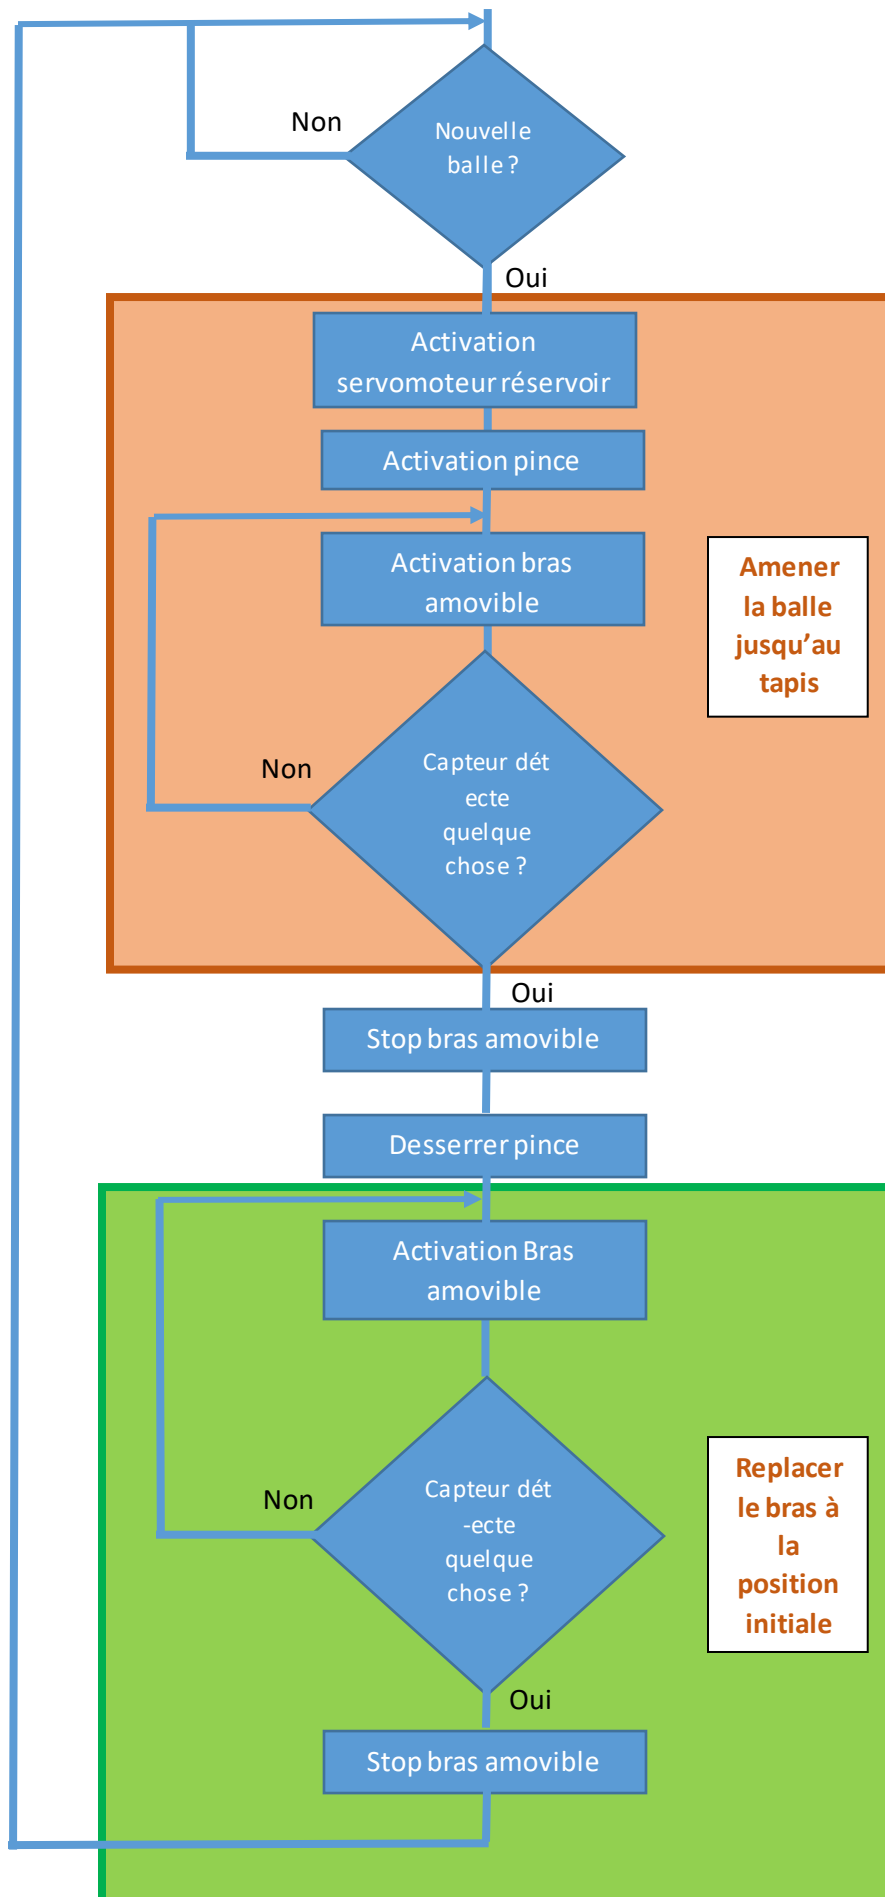 Non
Nouvelle
balle ?
Oui
Activation
servomoteur réservoir
Activation pince
Activation bras
amovible
Amener
la balle
jusqu’au
tapis
Non
Capteur dét
ecte
quelque
chose ?
Oui
Stop bras amovible
Desserrer pince
Activation Bras
amovible
Non
Capteur dét
-ecte
quelque
chose ?
Replacer
le bras à
la
position
initiale
Oui
Stop bras amovible